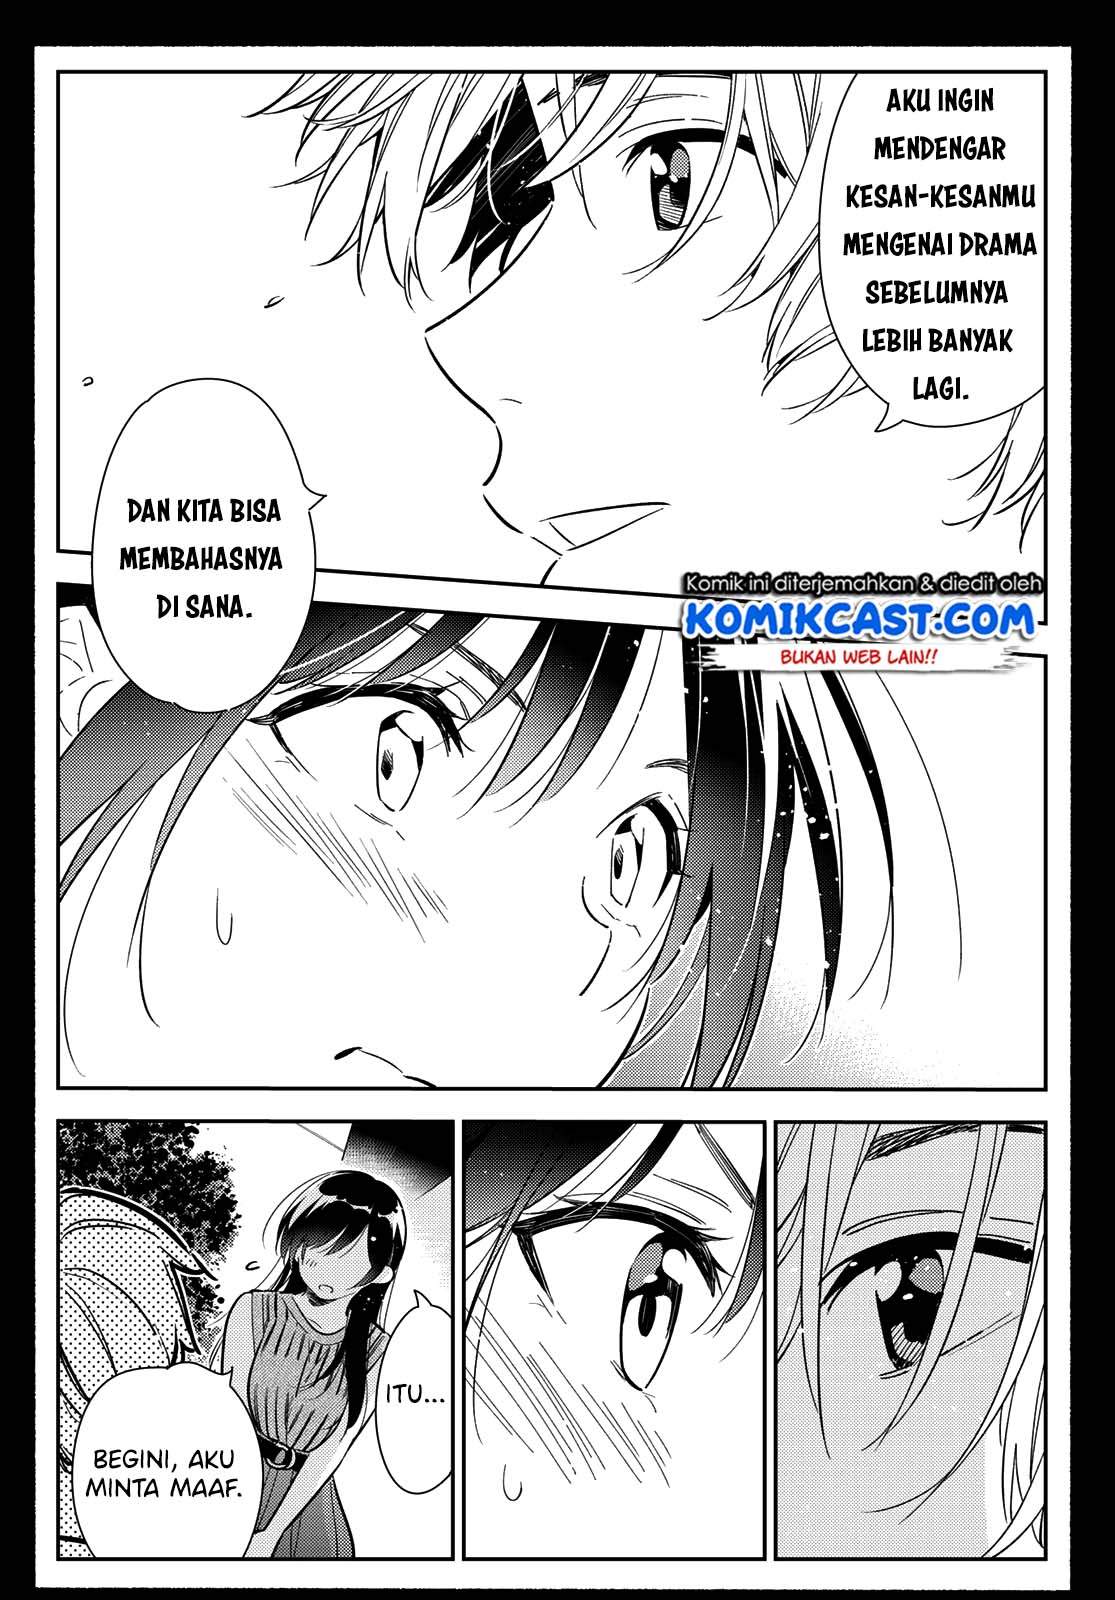 AKU INGIN
MENDENGAR
KESAN-KESANMU
MENGENAI DRAMA
SEBELUMNYA
LEBIH BANYAK
LAGI.
DAN KITA BISA
MEMBAHASNYA
DI SANA.
Komik ini diterjemahkan & diedit oleh
KOMIKCAST.COM
BUKAN WEB LAIN!!
ITU...
BEGINI, AKU
MINTA MAAF.